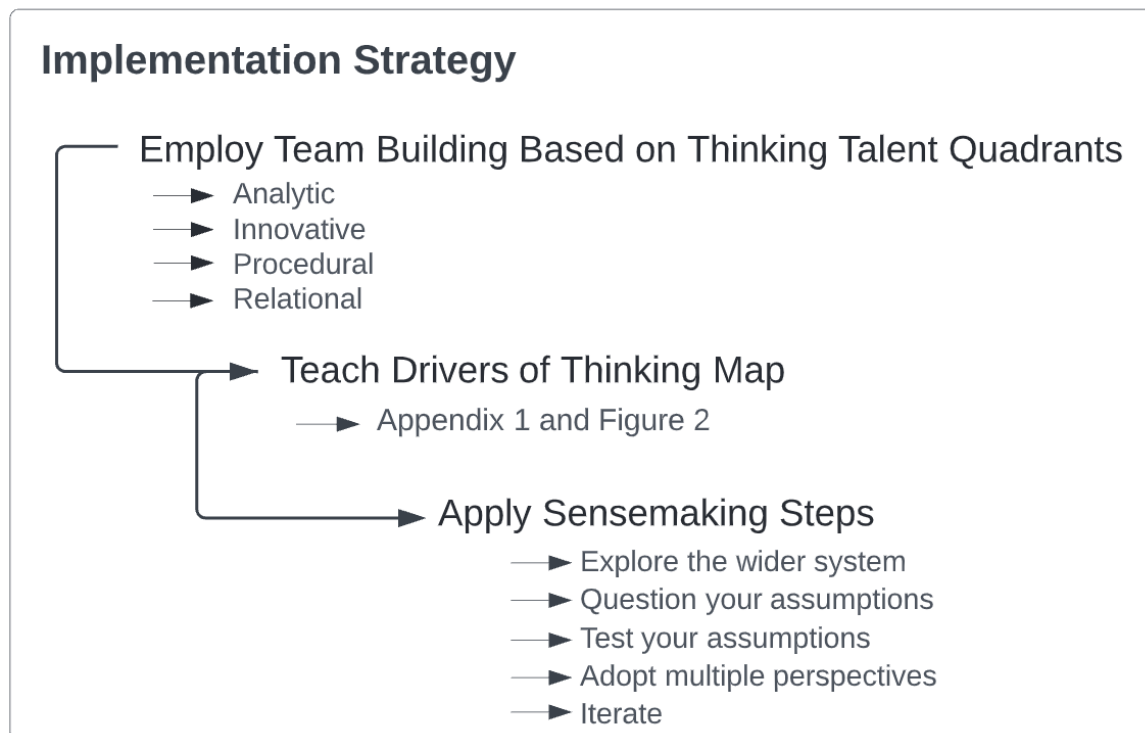 Implementation Strategy
Employ Team Building Based on Thinking Talent Quadrants
Analytic
Innovative
Procedural
Relational
Teach Drivers of Thinking Map
Appendix 1 and Figure 2
Apply Sensemaking Steps
Explore the wider system
Question your assumptions
Test your assumptions
Adopt multiple perspectives
Iterate